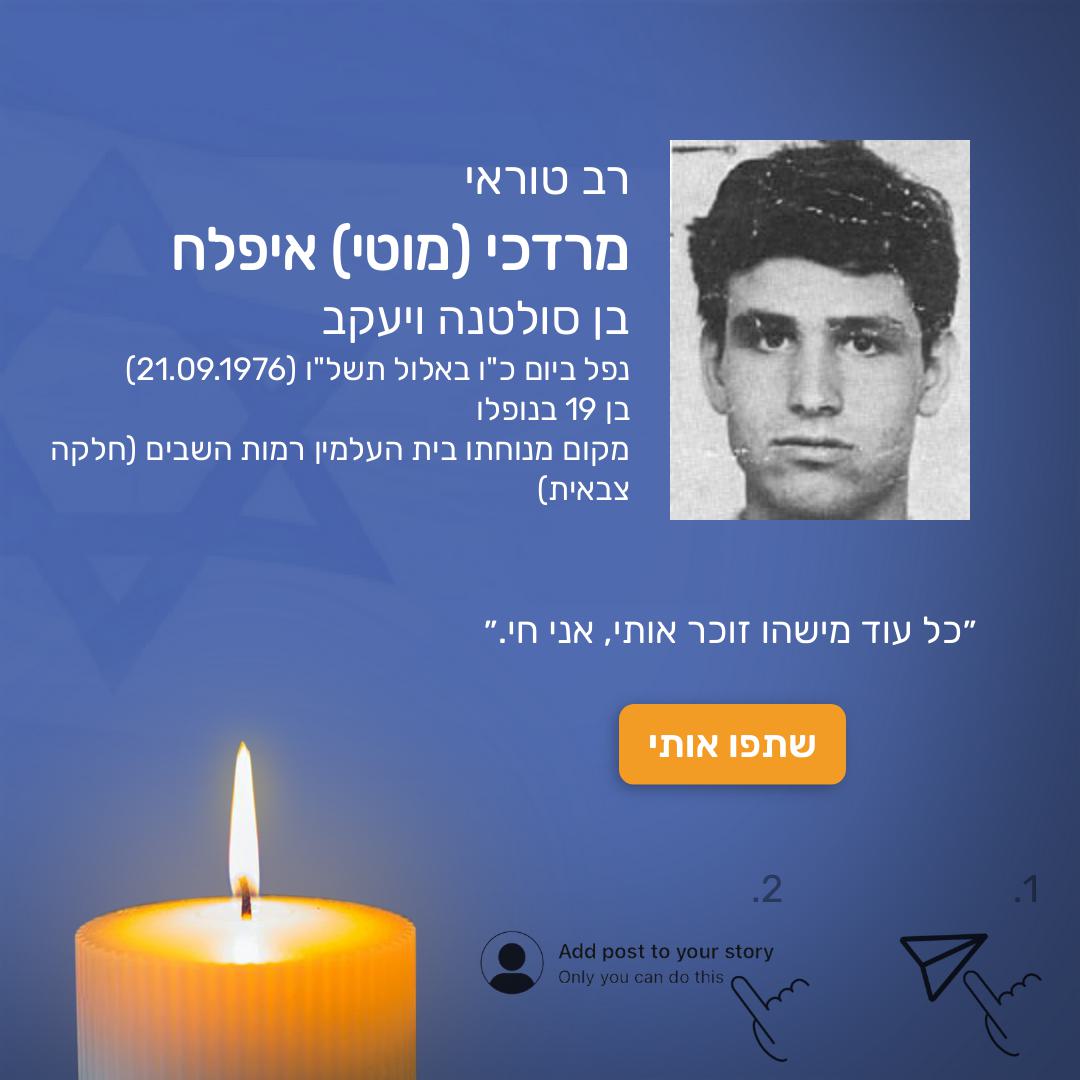 רב טוראי
מרדכי (מוטי) איפלח
בן סולטנה ויעקב
נפל ביום כ"ו באלול תשל"ו (21.09.1976)
בן 19 בנופלו
מקום מנוחתו בית העלמין רמות השבים (חלקה
צבאית)
״כל עוד מישהו זוכר אותי, אני חי.״
שתפו אותי
1.
2.
Add post to your story
Only you can do this